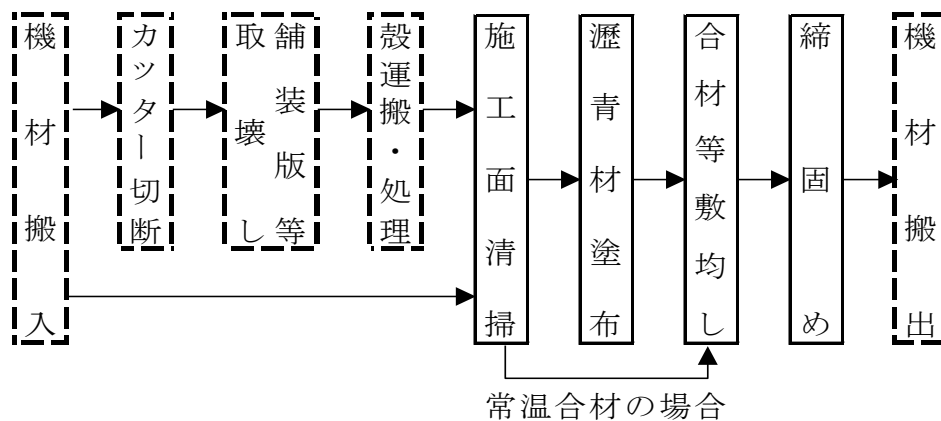 機材搬入
カッター切断
舗装版等
取壊し
殻運搬・処理
施工面清掃
瀝青材塗布
合材等敷均し
締固め
機材搬出
常温合材の場合